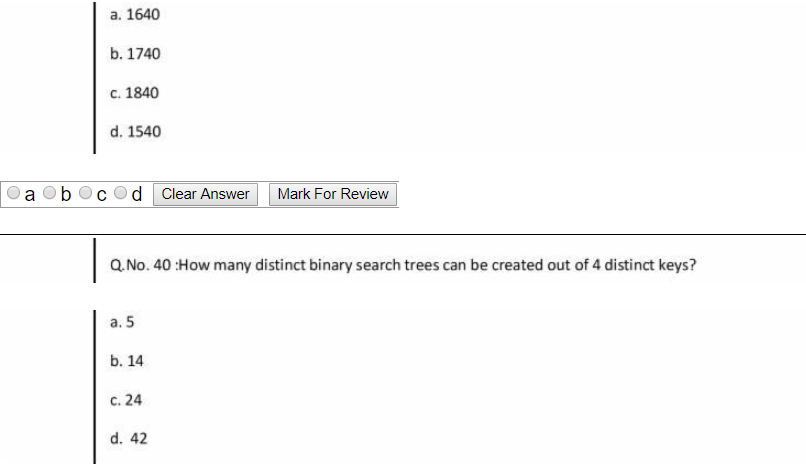 a. 1640
b. 1740
c. 1840
d. 1540
a b c d Clear Answer Mark For Review
Q.No. 40 :How many distinct binary search trees can be created out of 4 distinct keys?
a. 5
b. 14
c. 24
d. 42